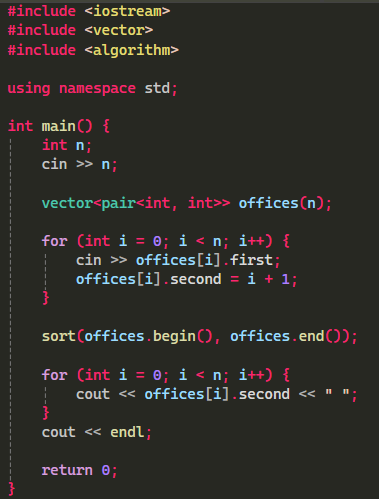 #include <iostream>
#include <vector>
#include <algorithm>

using namespace std;

int main() {
    int n;
    cin >> n;

    vector<pair<int, int>> offices(n);

    for (int i = 0; i < n; i++) {
        cin >> offices[i].first;
        offices[i].second = i + 1;
    }

    sort(offices.begin(), offices.end());

    for (int i = 0; i < n; i++) {
        cout << offices[i].second << " ";
    }
    cout << endl;

    return 0;
}